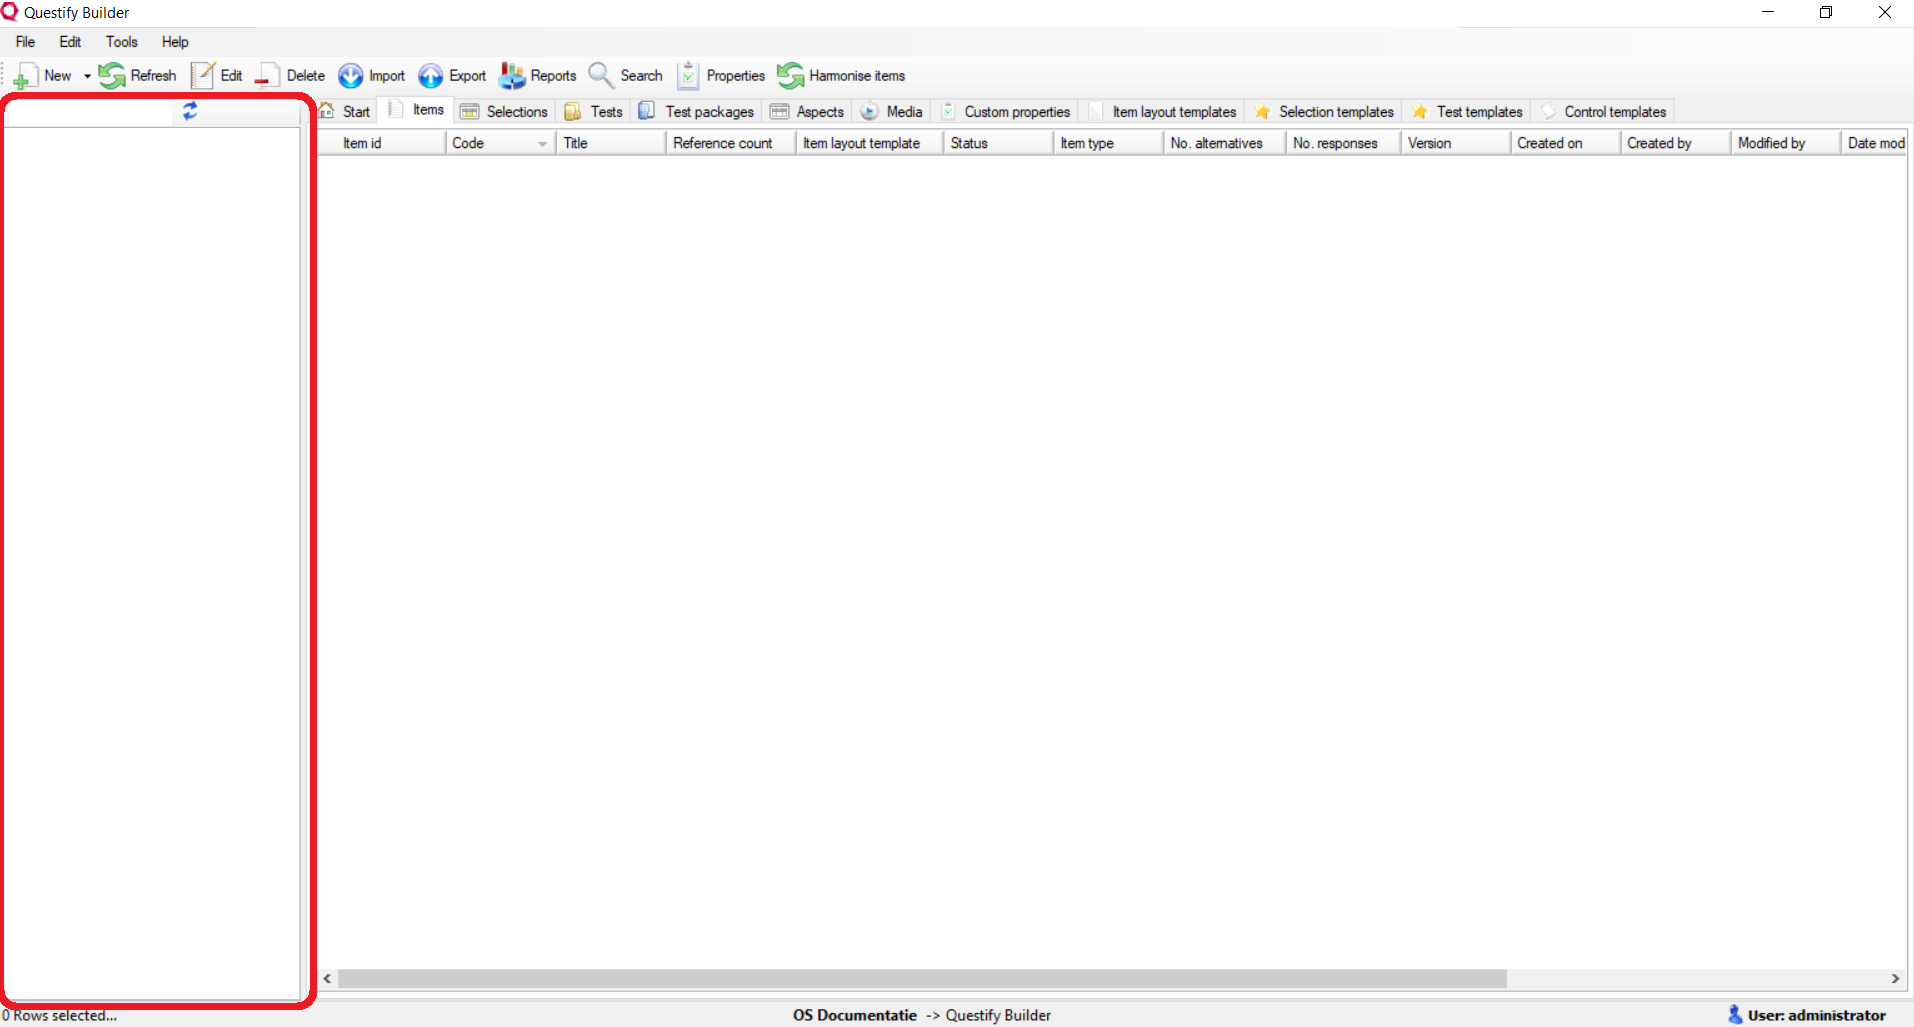 Questify Builder
File Edit Tools Help
New Refresh Edit Delete Import Export Reports Search Properties Harmonise items
Start Items Selections Tests Test packages Aspects Media Custom properties Item layout templates Selection templates Test templates Control templates
Item id Code Title Reference count Item layout template Status Item type No. alternatives No. responses Version Created on Created by Modified by Date mod
0 Rows selected... OS Documentatie -> Questify Builder User: administrator